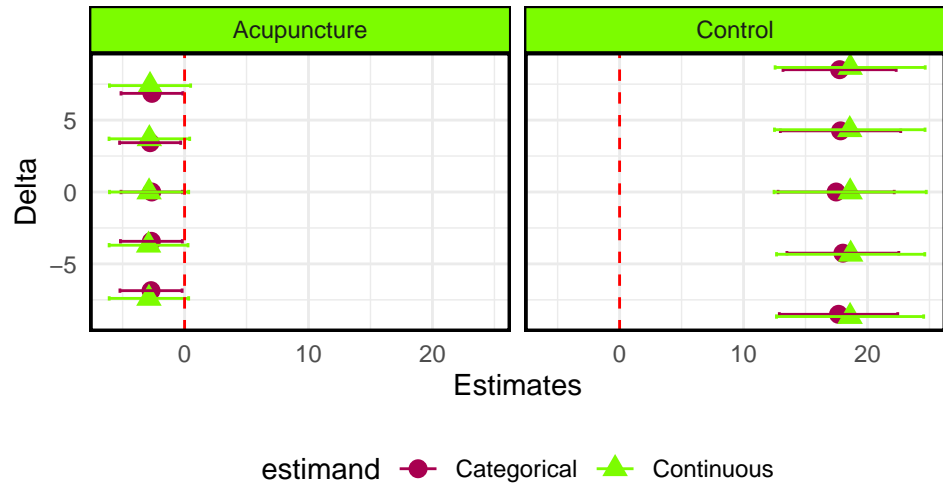 Acupuncture Control
5
0
−5
Delta
0 10 20 0 10 20
Estimates
estimand Categorical Continuous